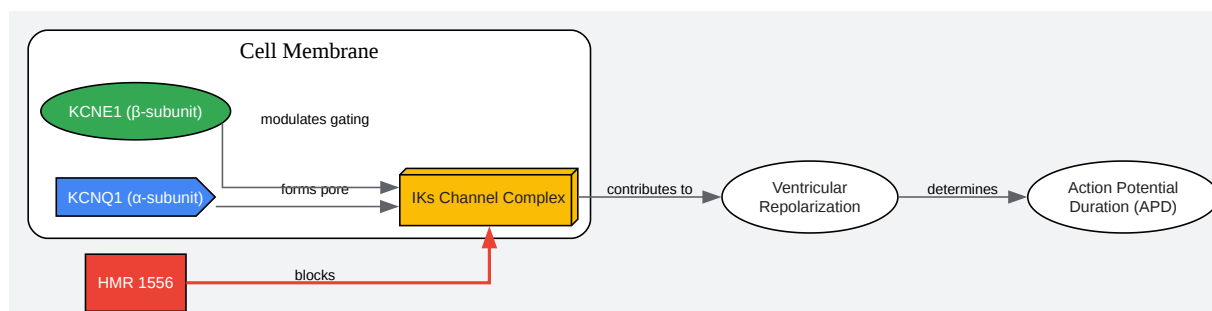 Cell Membrane
KCNE1 (β-subunit)
modulates gating
KCNQ1 (α-subunit)
forms pore
IKs Channel Complex
contributes to
Ventricular
Repolarization
determines
Action Potential
Duration (APD)
HMR 1556
blocks